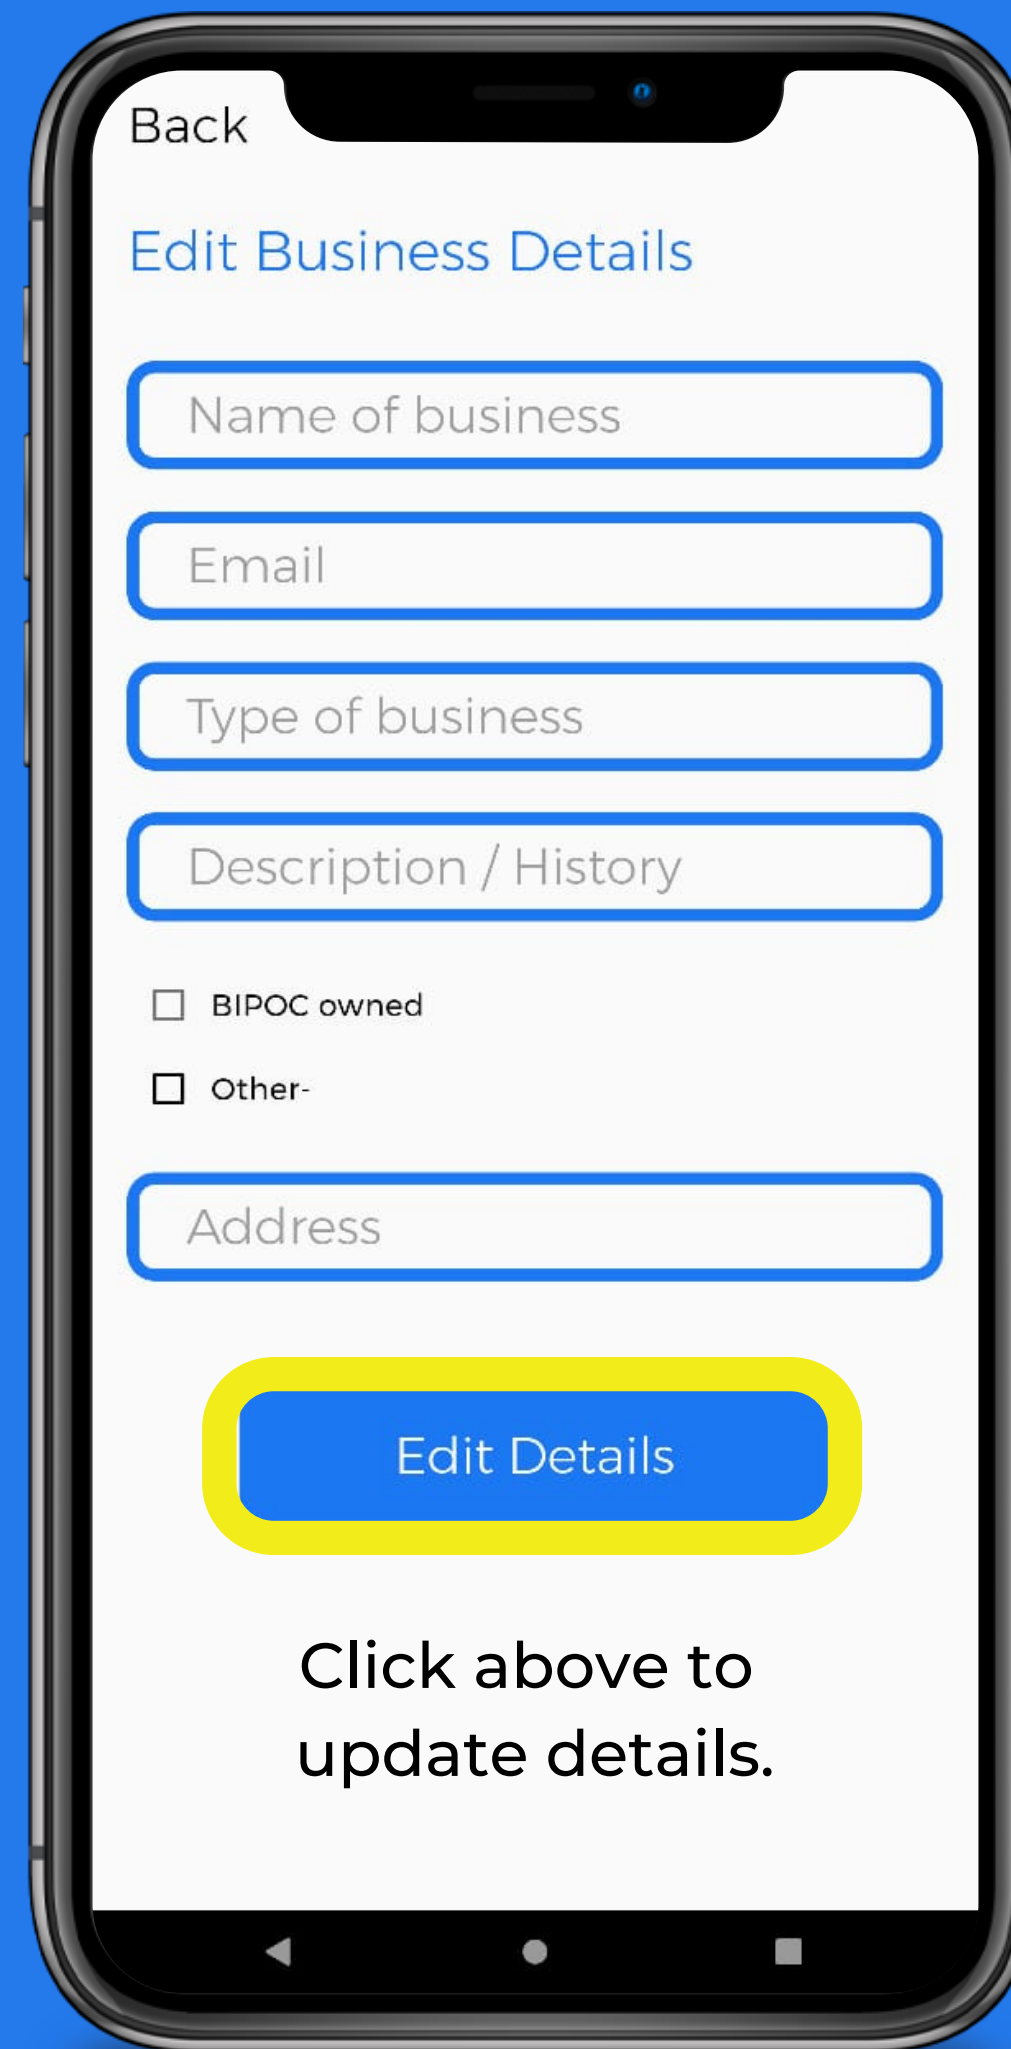 Back
Edit Business Details
Name of business
Email
Type of business
Description / History
BIPOC owned
Other-
Address
Edit Details
Click above to
update details.